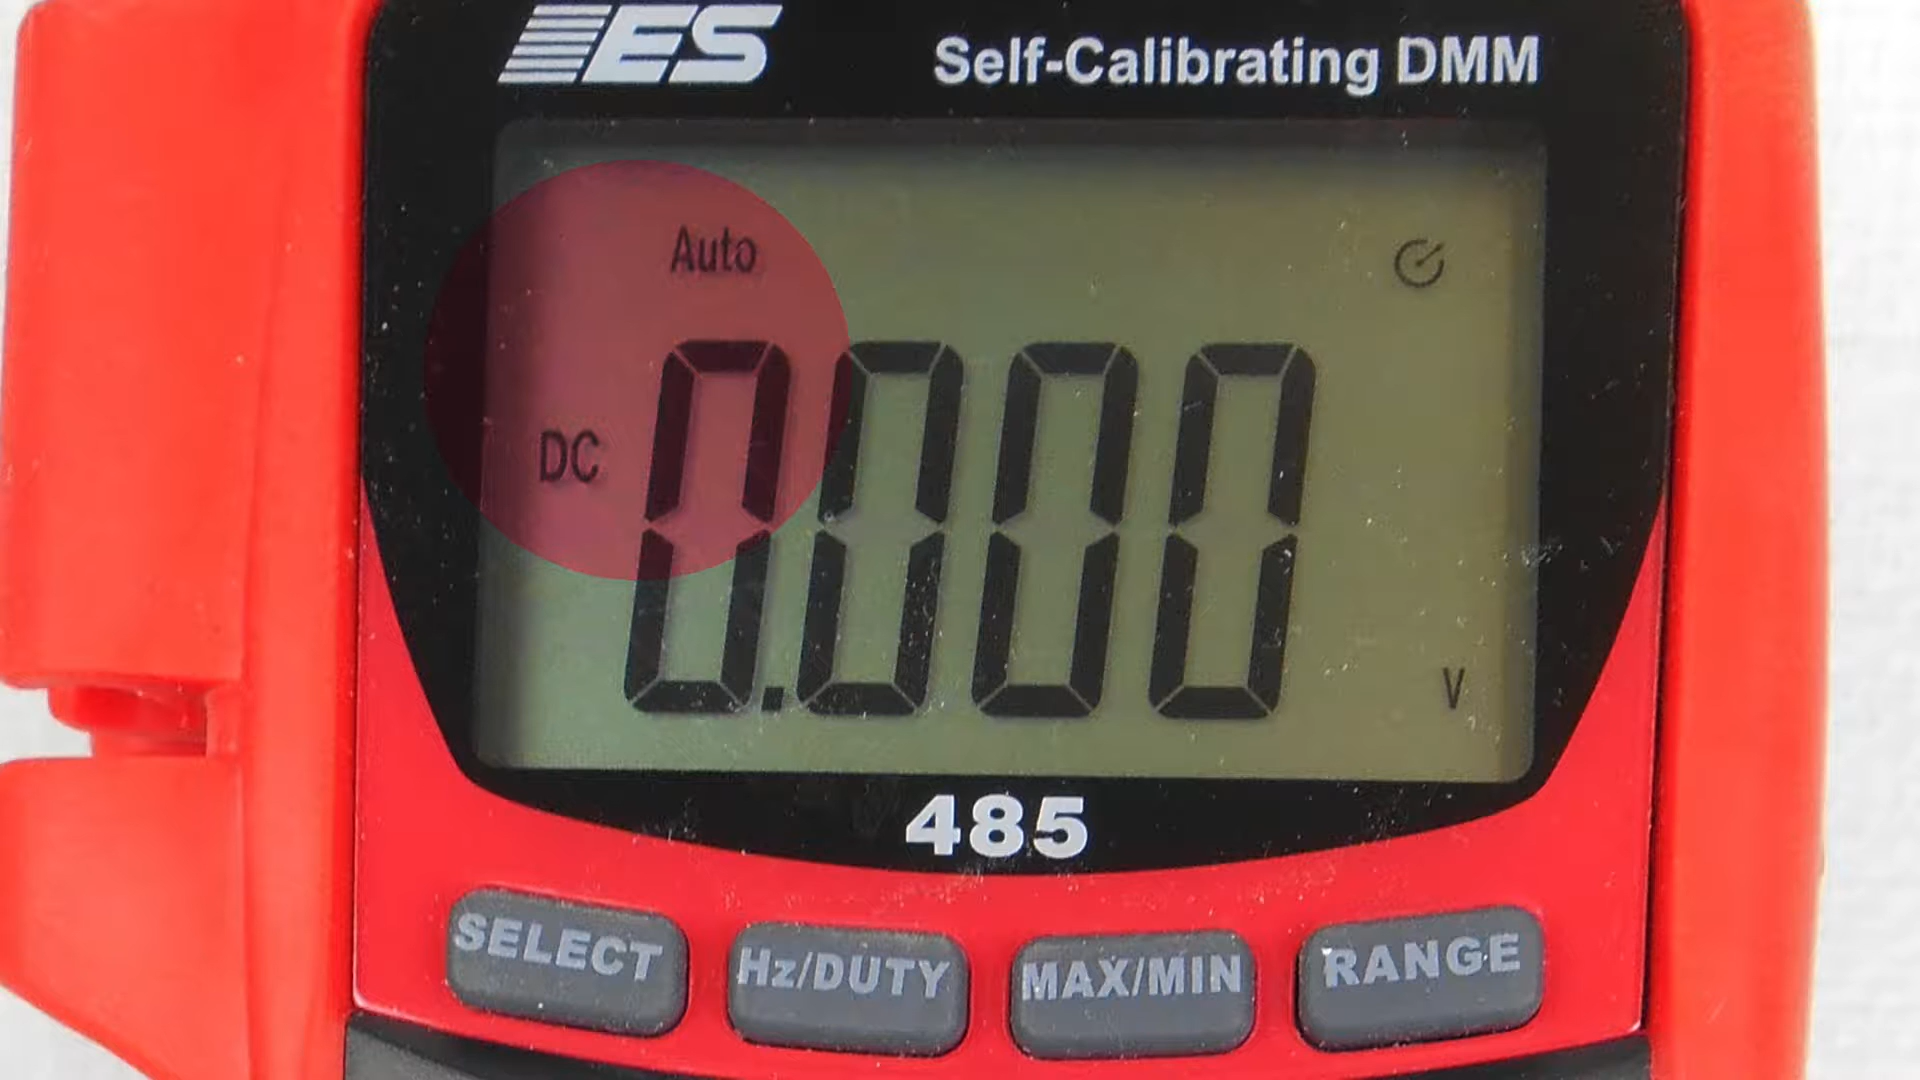 ES
Self-Calibrating DMM
Auto
DC
0.000
V
485
SELECT
Hz/DUTY
MAX/MIN
RANGE